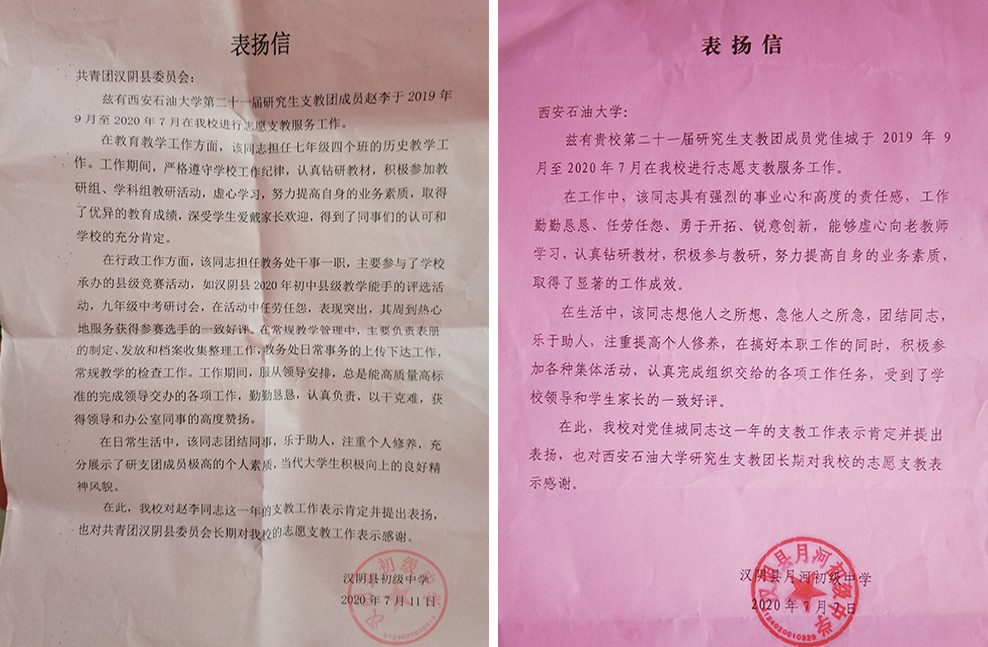 表扬信
共青团汉阴县委员会：
兹有西安石油大学第二十一届研究生支教团成员赵李于 2019 年
9 月至 2020 年 7 月在我校进行志愿支教服务工作。
在教育教学工作方面，该同志担任七年级四个班的历史教学工
作。工作期间，严格遵守学校工作纪律，认真钻研教材，积极参加教
研组、学科组教研活动，虚心学习，努力提高自身的业务素质，取得
了优异的教育成绩，深受学生爱戴家长欢迎，得到了同事们的认可和
学校的充分肯定。
在行政工作方面，该同志担任教务处干事一职，主要参与了学校
承办的县级竞赛活动，如汉阴县 2020 年初中县级教学能手的评选活
动，九年级中考研讨会，在活动中任劳任怨，表现突出，其周到热心
地服务获得参赛选手的一致好评。在常规教学管理中，主要负责表册
的制定、发放和档案收集整理工作，教务处日常事务的上传下达工作，
常规教学的检查工作。工作期间，服从领导安排，总是能高质量高标
准的完成领导交办的各项工作，勤勤恳恳，认真负责，以干克难，获
得领导和办公室同事的高度赞扬。
在日常生活中，该同志团结同事，乐于助人，注重个人修养，充
分展示了研支团成员极高的个人素质，当代大学生积极向上的良好精
神风貌。
在此，我校对赵李同志这一年的支教工作表示肯定并提出表扬，
也对共青团汉阴县委员会长期对我校的志愿支教工作表示感谢。
汉阴县初级中学
2020 年 7 月 11 日
表扬信
西安石油大学：
兹有贵校第二十一届研究生支教团成员党佳城于 2019 年 9
月至 2020 年 7 月在我校进行志愿支教服务工作。
在工作中，该同志具有强烈的事业心和高度的责任感，工作
勤勤恳恳、任劳任怨、勇于开拓、锐意创新，能够虚心向老教师
学习，认真钻研教材，积极参与教研，努力提高自身的业务素质，
取得了显著的工作成效。
在生活中，该同志想他人之所想，急他人之所急，团结同志，
乐于助人，注重提高个人修养，在搞好本职工作的同时，积极参
加各种集体活动，认真完成组织交给的各项工作任务，受到了学
校领导和学生家长的一致好评。
在此，我校对党佳城同志这一年的支教工作表示肯定并提出
表扬，也对西安石油大学研究生支教团长期对我校的志愿支教表
示感谢。
汉阴县月河初级中学
2020 年 7 月 7 日
汉阴县月河初级中学